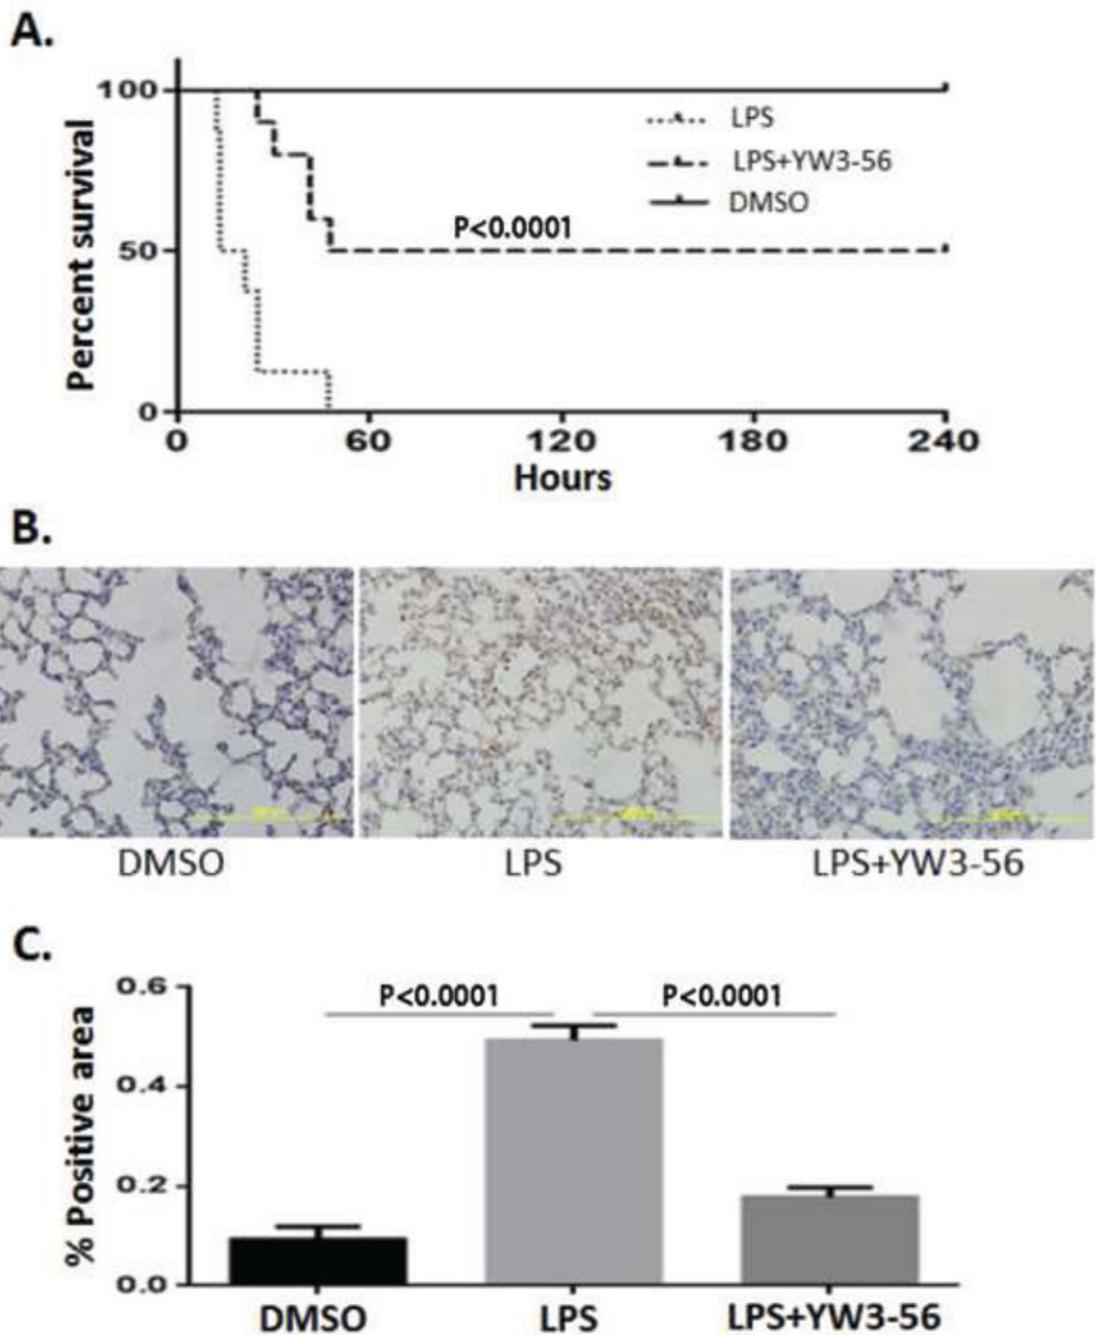 A.
100
50
0
Percent survival
LPS
LPS+YW3-56
DMSO
P<0.0001
0 60 120 180 240
Hours
B.
DMSO LPS LPS+YW3-56
C.
0.6
0.4
0.2
0.0
% Positive area
P<0.0001 P<0.0001
DMSO LPS LPS+YW3-56